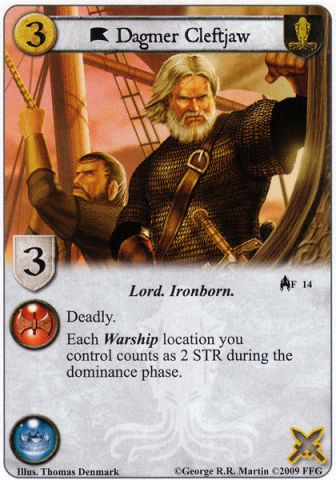 3 Dagmer Cleftjaw
3
Lord. Ironborn.
F 14
Deadly.
Each Warship location you
control counts as 2 STR during the
dominance phase.
Illus. Thomas Denmark
©George R.R. Martin ©2009 FFG